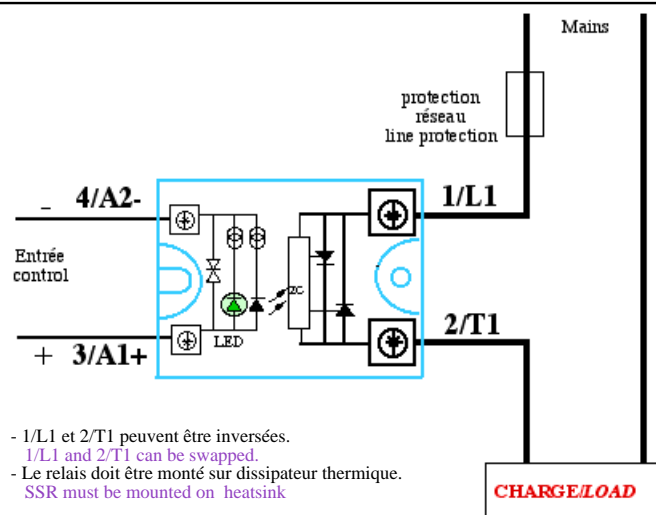 Mains
protection
réseau
line protection
- 4/A2-
1/L1
Entrée
control
ZC
LED
2/T1
+ 3/A1+
- 1/L1 et 2/T1 peuvent être inversées.
1/L1 and 2/T1 can be swapped.
- Le relais doit être monté sur dissipateur thermique.
SSR must be mounted on heatsink
CHARGE/LOAD